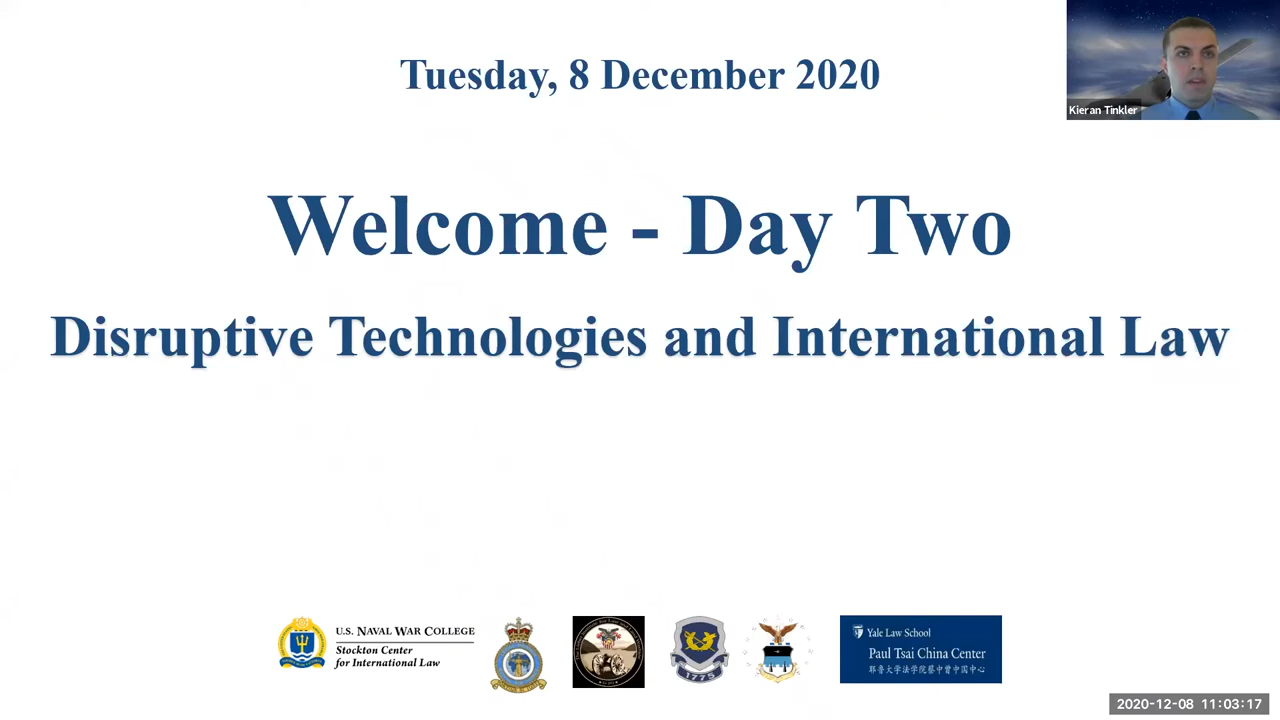 Tuesday, 8 December 2020
Kieran Tinkler
Welcome - Day Two
Disruptive Technologies and International Law
U.S. NAVAL WAR COLLEGE
Stockton Center
for International Law
1775
Yale Law School
Paul Tsai China Center
耶鲁大学法学院蔡中曾中国中心
2020-12-08 11:03:17